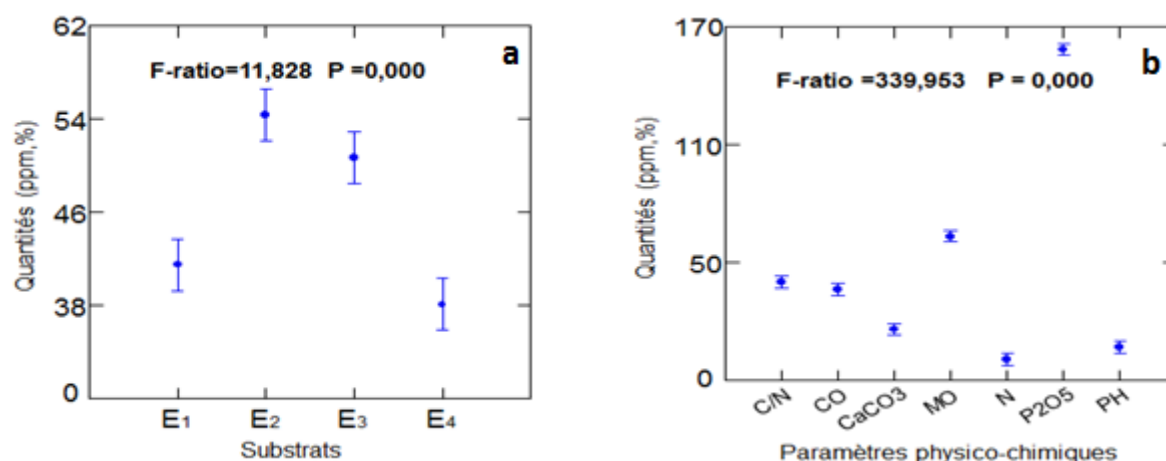 a
F-ratio=11,828 P =0,000
Quantités (ppm,%)
62
54
46
38
0
E1 E2 E3 E4
Substrats
b
F-ratio =339,953 P = 0,000
Quantités (ppm,%)
170
110
50
0
C/N CO CaCO3 MO N P2O5 PH
Paramètres physico-chimiques